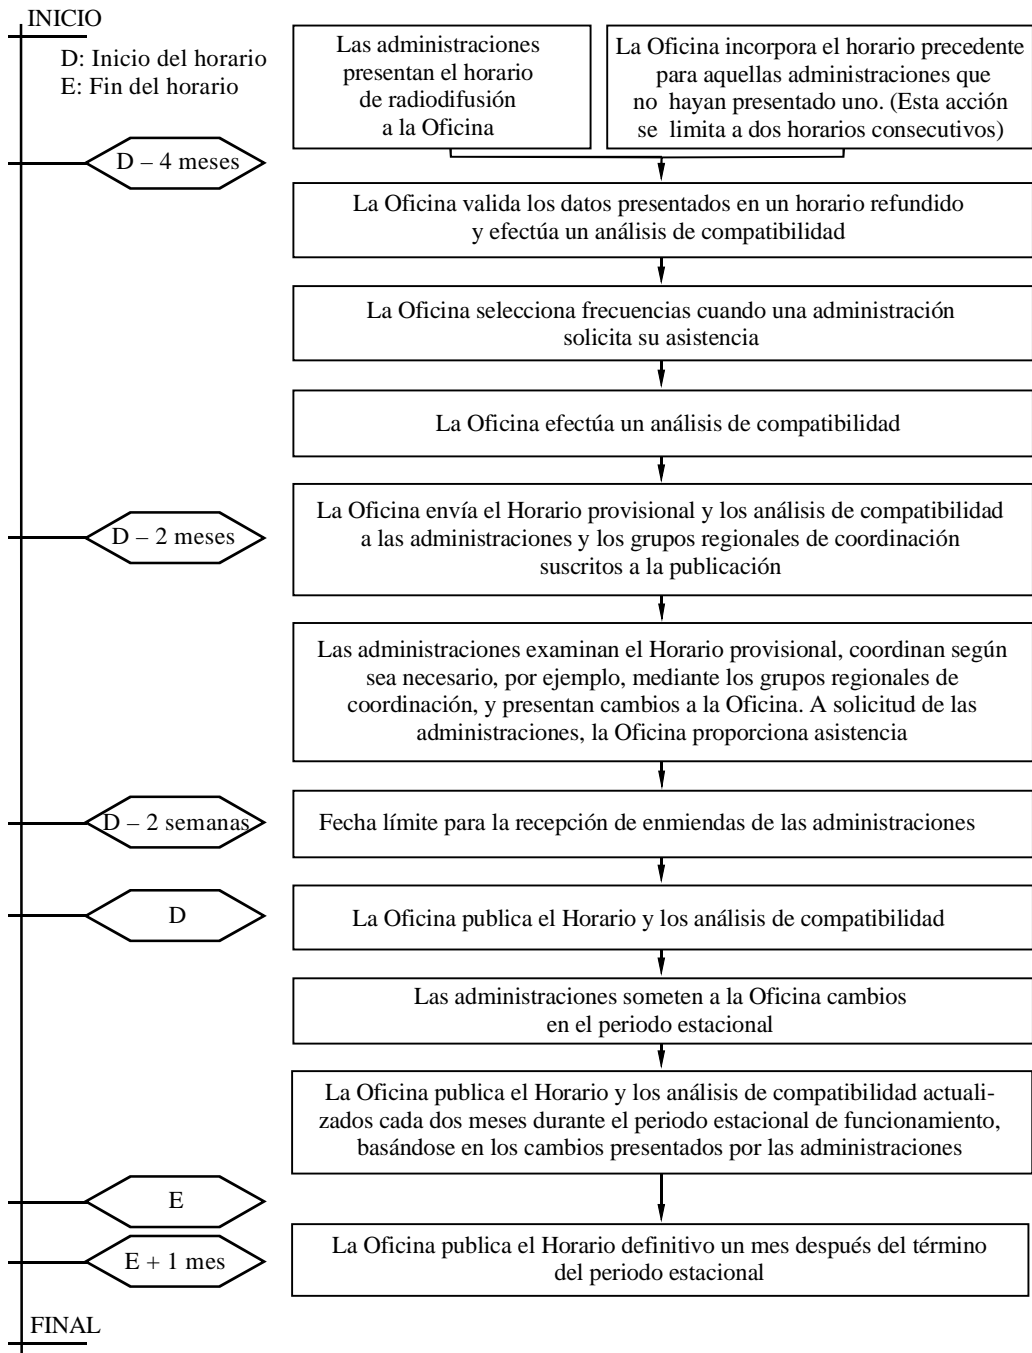 INICIO
D: Inicio del horario
E: Fin del horario
Las administraciones
presentan el horario
de radiodifusión
a la Oficina
La Oficina incorpora el horario precedente
para aquellas administraciones que
no hayan presentado uno. (Esta acción
se limita a dos horarios consecutivos)
D – 4 meses
La Oficina valida los datos presentados en un horario refundido
y efectúa un análisis de compatibilidad
La Oficina selecciona frecuencias cuando una administración
solicita su asistencia
La Oficina efectúa un análisis de compatibilidad
D – 2 meses
La Oficina envía el Horario provisional y los análisis de compatibilidad
a las administraciones y los grupos regionales de coordinación
suscritos a la publicación
Las administraciones examinan el Horario provisional, coordinan según
sea necesario, por ejemplo, mediante los grupos regionales de
coordinación, y presentan cambios a la Oficina. A solicitud de las
administraciones, la Oficina proporciona asistencia
D – 2 semanas
Fecha límite para la recepción de enmiendas de las administraciones
D
La Oficina publica el Horario y los análisis de compatibilidad
Las administraciones someten a la Oficina cambios
en el periodo estacional
La Oficina publica el Horario y los análisis de compatibilidad actuali-
zados cada dos meses durante el periodo estacional de funcionamiento,
basándose en los cambios presentados por las administraciones
E
E + 1 mes
La Oficina publica el Horario definitivo un mes después del término
del periodo estacional
FINAL